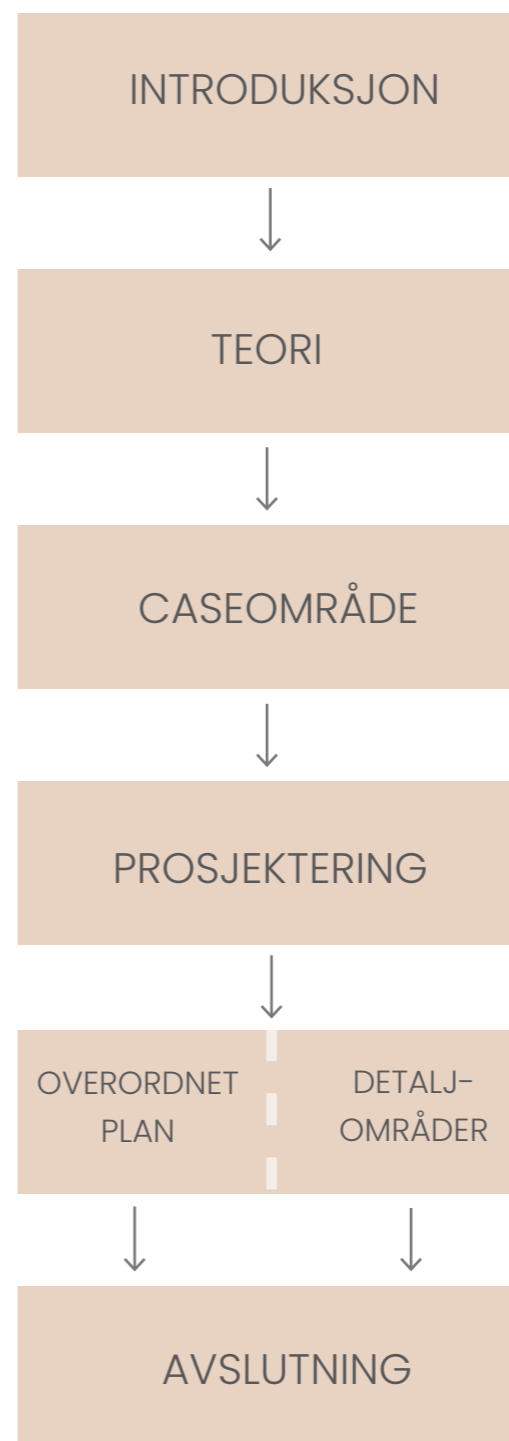 INTRODUKSJON
TEORI
CASEOMRÅDE
PROSJEKTERING
OVERORDNET
PLAN
DETALJ-
OMRÅDER
AVSLUTNING